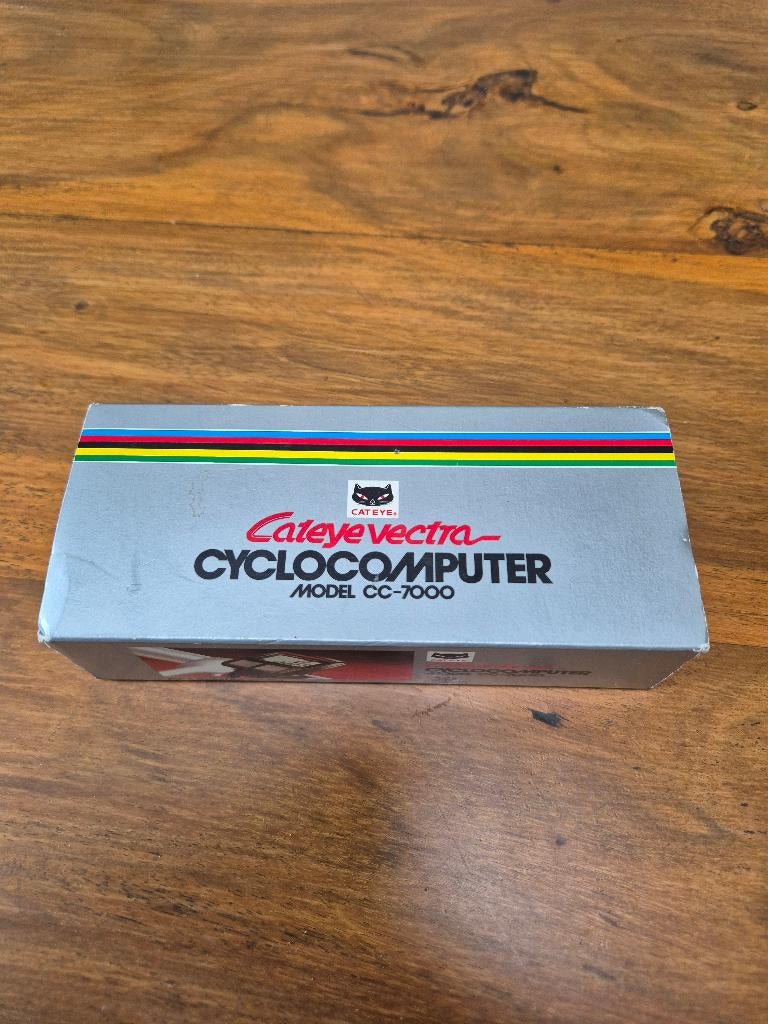 CATEYE®
Cateye vectra
CYCLOCOMPUTER
MODEL CC-7000
CYCLOCOMPUTER